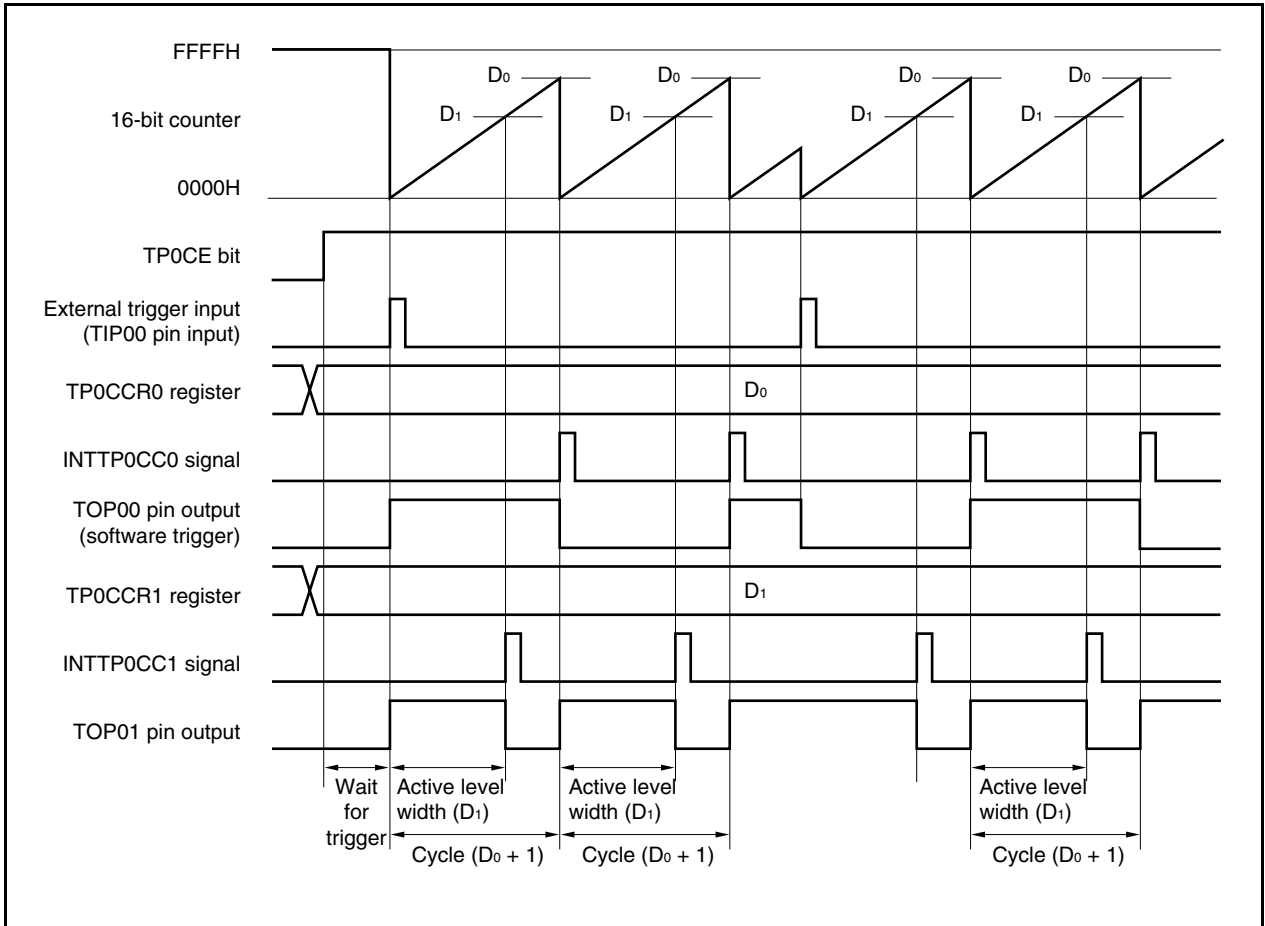 FFFFH
D₀
D₀
D₀
D₀
16-bit counter
D₁
D₁
D₁
D₁
0000H
TP0CE bit
External trigger input
(TIP00 pin input)
TP0CCR0 register
D₀
INTTP0CC0 signal
TOP00 pin output
(software trigger)
TP0CCR1 register
D₁
INTTP0CC1 signal
TOP01 pin output
Wait
for
trigger
Active level
width (D₁)
Active level
width (D₁)
Active level
width (D₁)
Cycle (D₀ + 1)
Cycle (D₀ + 1)
Cycle (D₀ + 1)